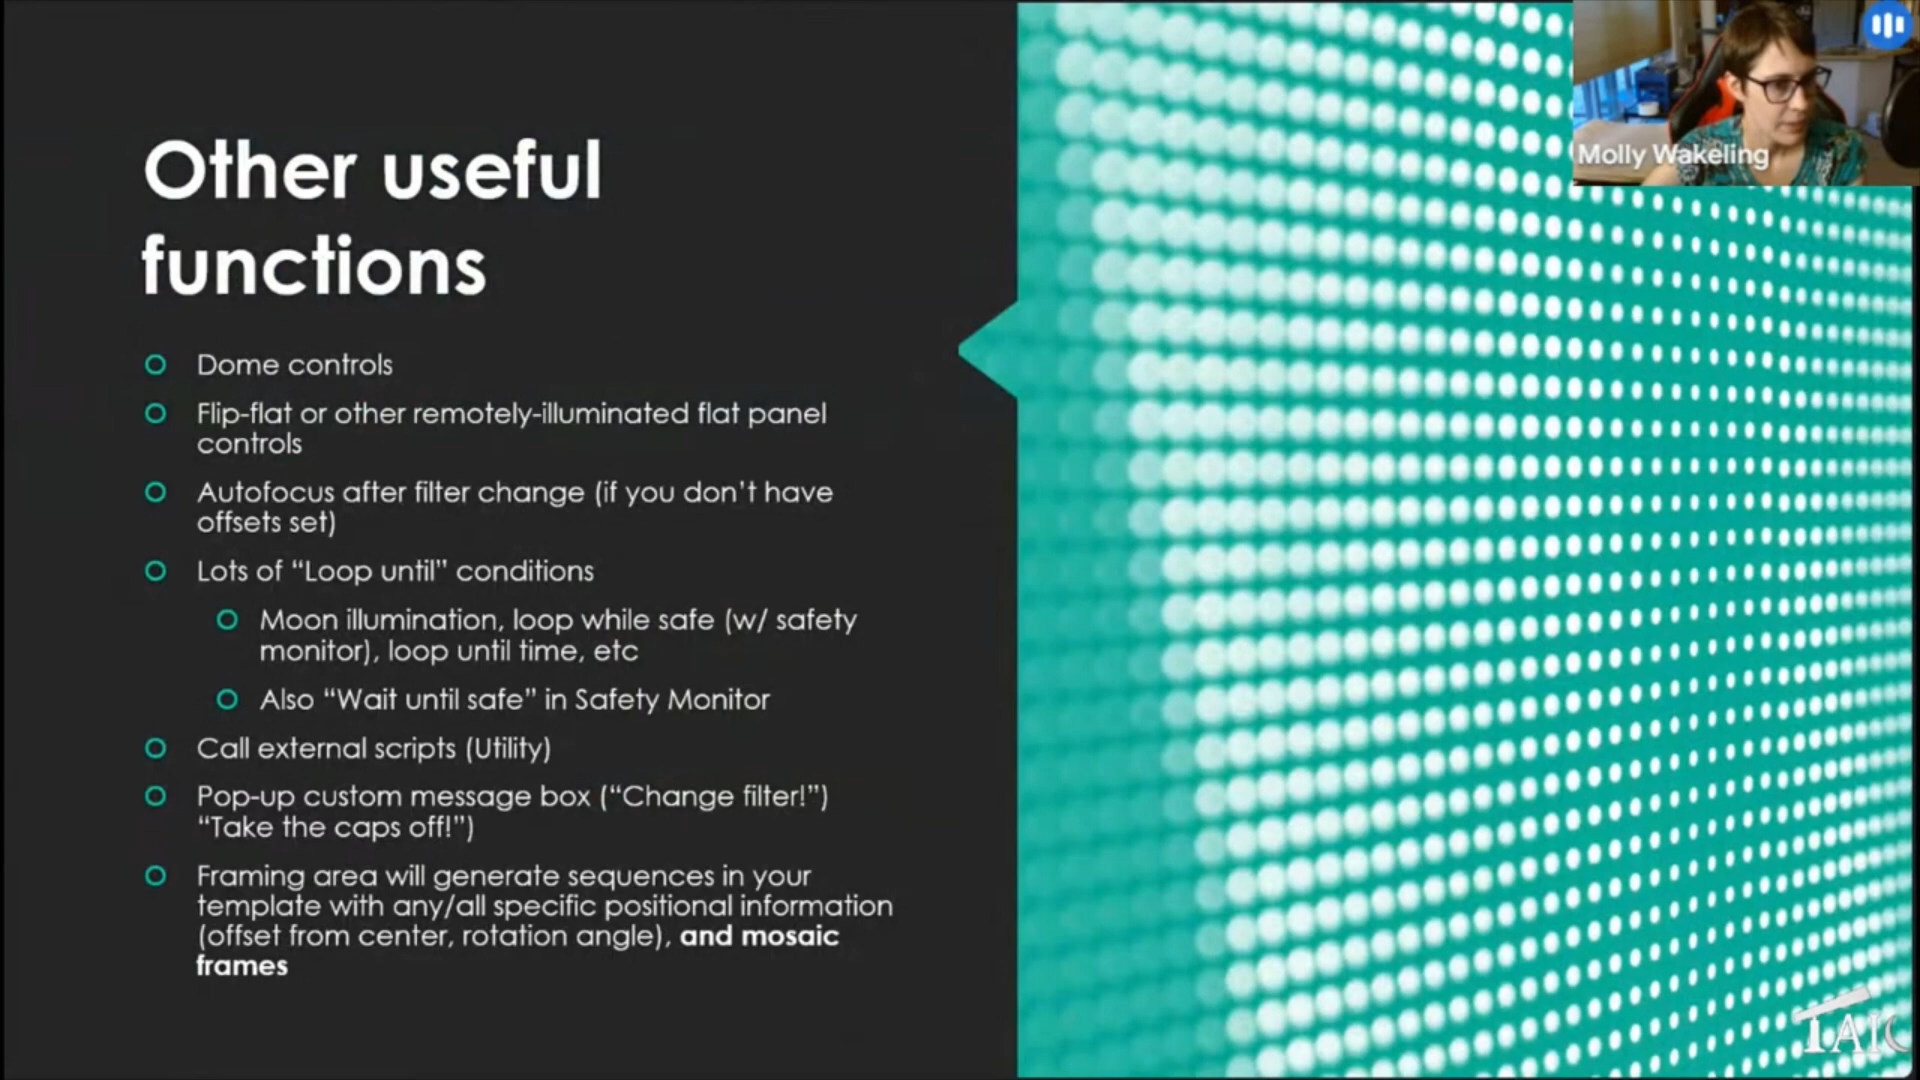 Other useful
functions
Dome controls
Flip-flat or other remotely-illuminated flat panel
controls
Autofocus after filter change (if you don’t have
offsets set)
Lots of “Loop until” conditions
Moon illumination, loop while safe (w/ safety
monitor), loop until time, etc
Also “Wait until safe” in Safety Monitor
Call external scripts (Utility)
Pop-up custom message box (“Change filter!”)
“Take the caps off!”)
Framing area will generate sequences in your
template with any/all specific positional information
(offset from center, rotation angle), and mosaic
frames
Molly Wakeling
TAIC